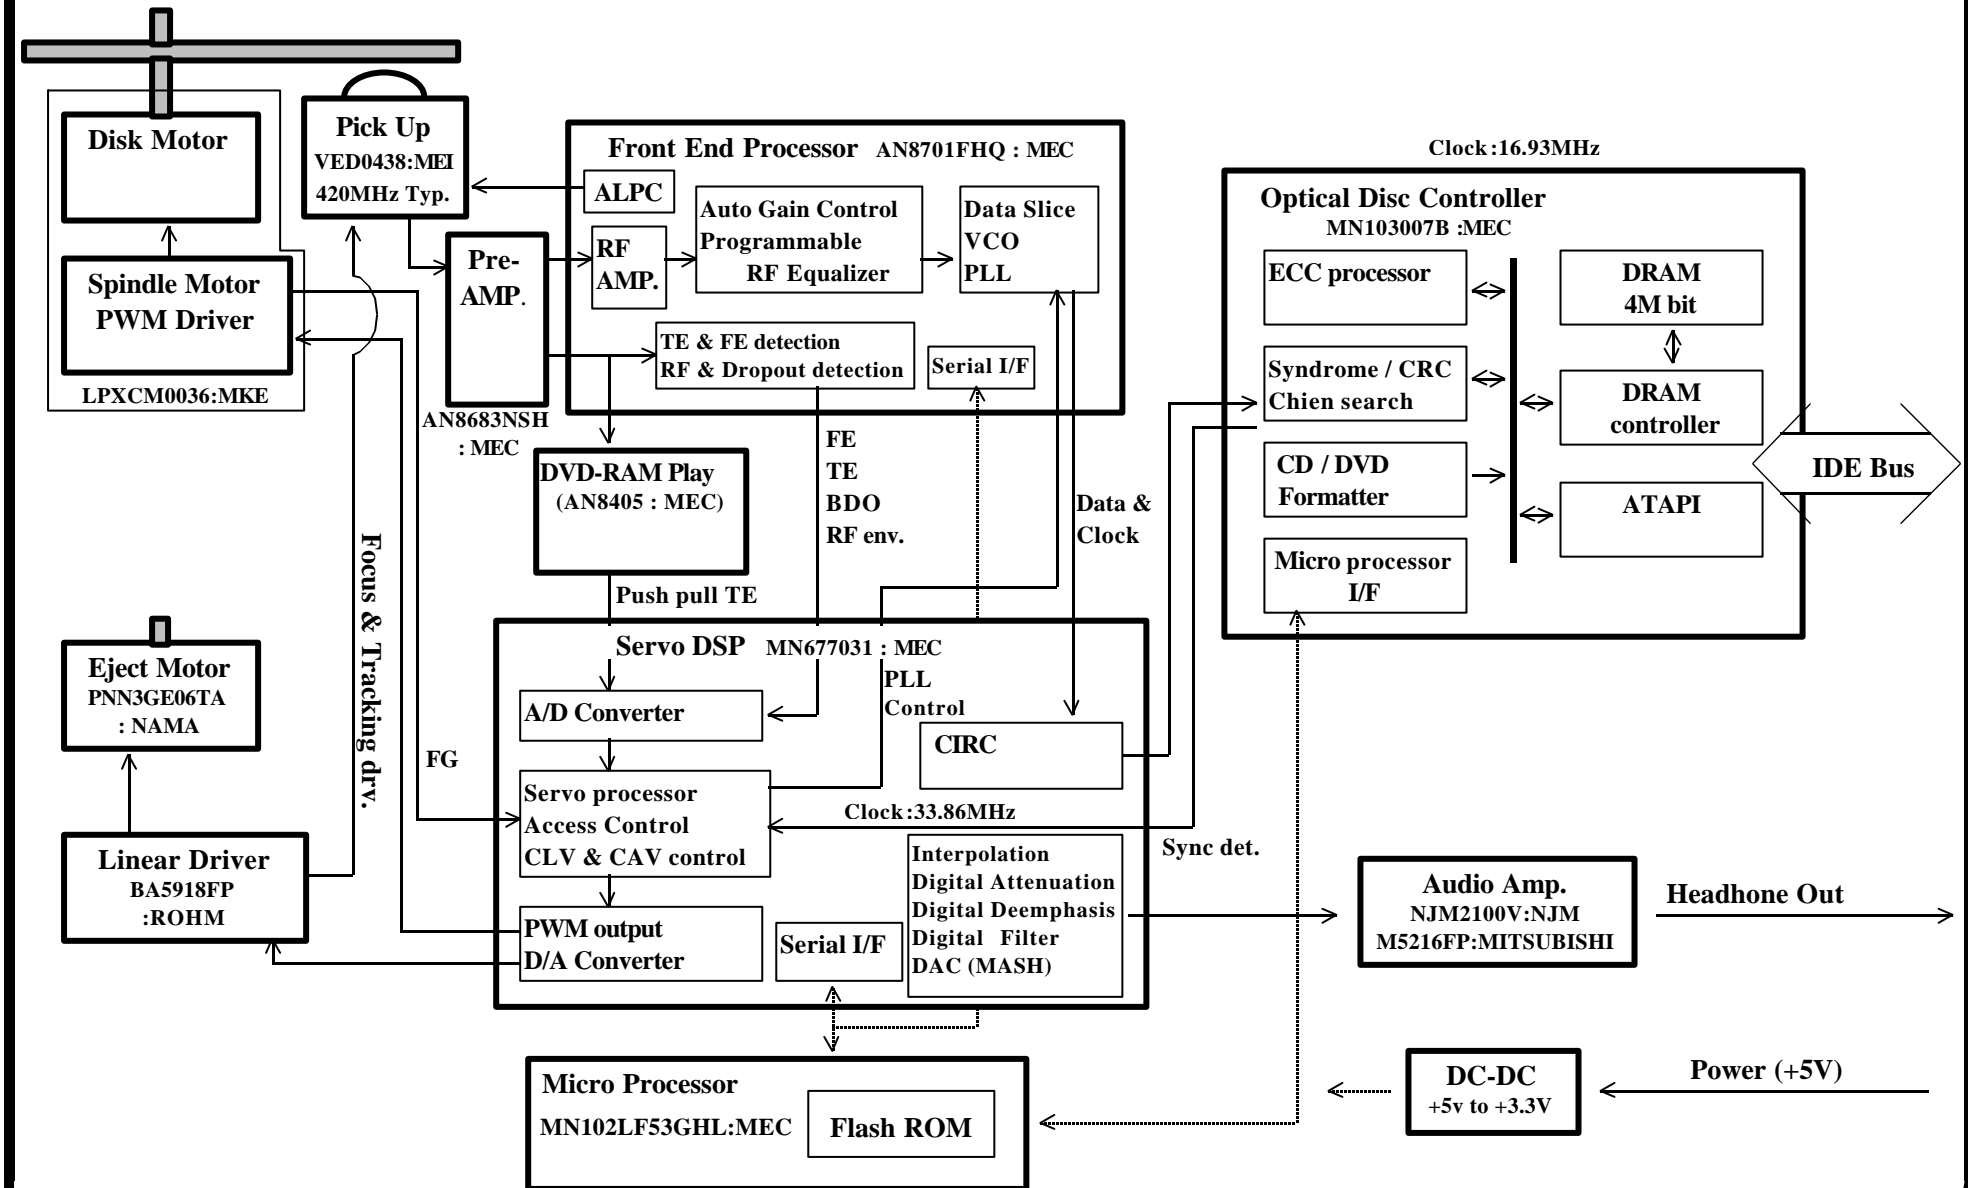 Disk Motor
Spindle Motor
PWM Driver
LPXCM0036:MKE
Pick Up
VED0438:MEI
420MHz Typ.
Pre-
AMP.
AN8683NSH
: MEC
Front End Processor AN8701FHQ : MEC
ALPC
RF
AMP.
Auto Gain Control
Programmable
RF Equalizer
Data Slice
VCO
PLL
TE & FE detection
RF & Dropout detection
Serial I/F
DVD-RAM Play
(AN8405 : MEC)
FE
TE
BDO
RF env.
Data &
Clock
Push pull TE
Clock:16.93MHz
Optical Disc Controller
MN103007B :MEC
ECC processor
Syndrome / CRC
Chien search
CD / DVD
Formatter
Micro processor
I/F
DRAM
4M bit
DRAM
controller
ATAPI
IDE Bus
Focus & Tracking drv.
Eject Motor
PNN3GE06TA
: NAMA
Linear Driver
BA5918FP
:ROHM
FG
Servo DSP MN677031 : MEC
PLL
Control
A/D Converter
CIRC
Servo processor
Access Control
CLV & CAV control
Clock:33.86MHz
Sync det.
PWM output
D/A Converter
Serial I/F
Interpolation
Digital Attenuation
Digital Deemphasis
Digital Filter
DAC (MASH)
Audio Amp.
NJM2100V:NJM
M5216FP:MITSUBISHI
Headhone Out
Micro Processor
MN102LF53GHL:MEC
Flash ROM
DC-DC
+5v to +3.3V
Power (+5V)